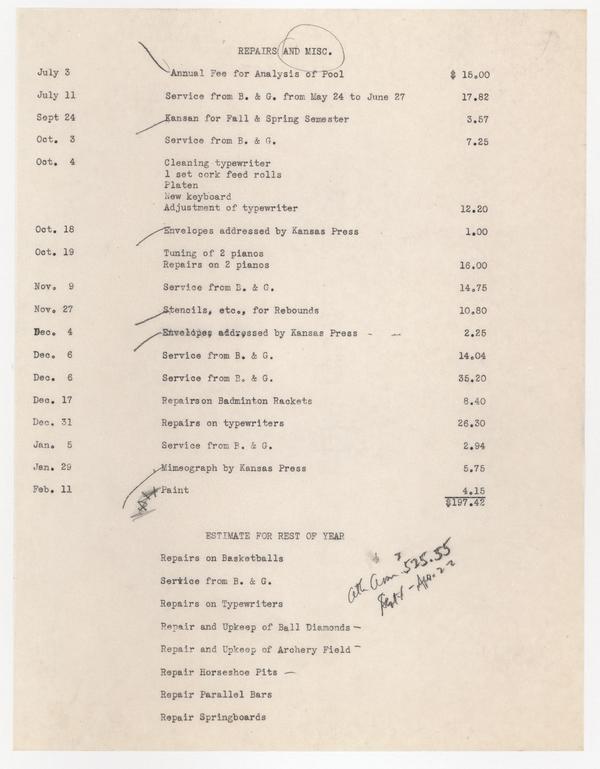 REPAIRS AND MISC.
July 3 Annual Fee for Analysis of Pool $ 15.00
July 11 Service from B. & G. from May 24 to June 27 17.82
Sept 24 Kansan for Fall & Spring Semester 3.57
Oct. 3 Service from B. & G. 7.25
Oct. 4 Cleaning typewriter
1 set cork feed rolls
Platen
New keyboard
Adjustment of typewriter 12.20
Oct. 18 Envelopes addressed by Kansas Press 1.00
Oct. 19 Tuning of 2 pianos
Repairs on 2 pianos 16.00
Nov. 9 Service from B. & G. 14.75
Nov. 27 Stencils, etc., for Rebounds 10.80
Dec. 4 Envelopes addressed by Kansas Press - — 2.25
Dec. 6 Service from B. & G. 14.04
Dec. 6 Service from B. & G. 35.20
Dec. 17 Repairson Badminton Rackets 8.40
Dec. 31 Repairs on typewriters 26.30
Jan. 5 Service from B. & G. 2.94
Jan. 29 Mimeograph by Kansas Press 5.75
Feb. 11 Paint 4.15
$197.42
ESTIMATE FOR REST OF YEAR
Repairs on Basketballs
Service from B. & G.
525.55
Repairs on Typewriters
Sept - Apr. 22
Repair and Upkeep of Ball Diamonds —
Repair and Upkeep of Archery Field —
Repair Horseshoe Pits —
Repair Parallel Bars
Repair Springboards